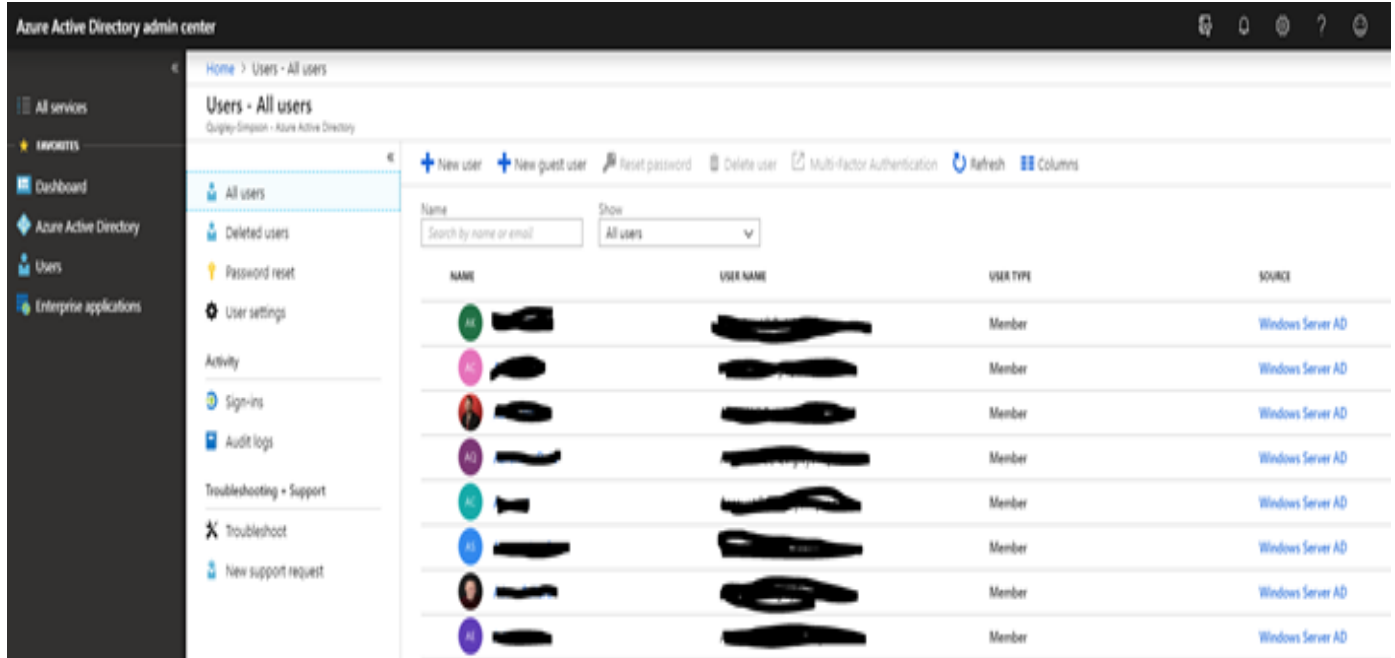 Azure Active Directory admin center
?
«
All services
FAVORITES
Dashboard
Azure Active Directory
Users
Enterprise applications
Home > Users - All users
Users - All users
Quigley-Simpson - Azure Active Directory
«
All users
Deleted users
Password reset
User settings
Activity
Sign-ins
Audit logs
Troubleshooting + Support
Troubleshoot
New support request
New user New guest user Reset password Delete user Multi-Factor Authentication Refresh Columns
Name Show
Search by name or email All users
NAME USER NAME USER TYPE SOURCE
AK Member Windows Server AD
AC Member Windows Server AD
Member Windows Server AD
AQ Member Windows Server AD
AC Member Windows Server AD
AS Member Windows Server AD
Member Windows Server AD
AE Member Windows Server AD